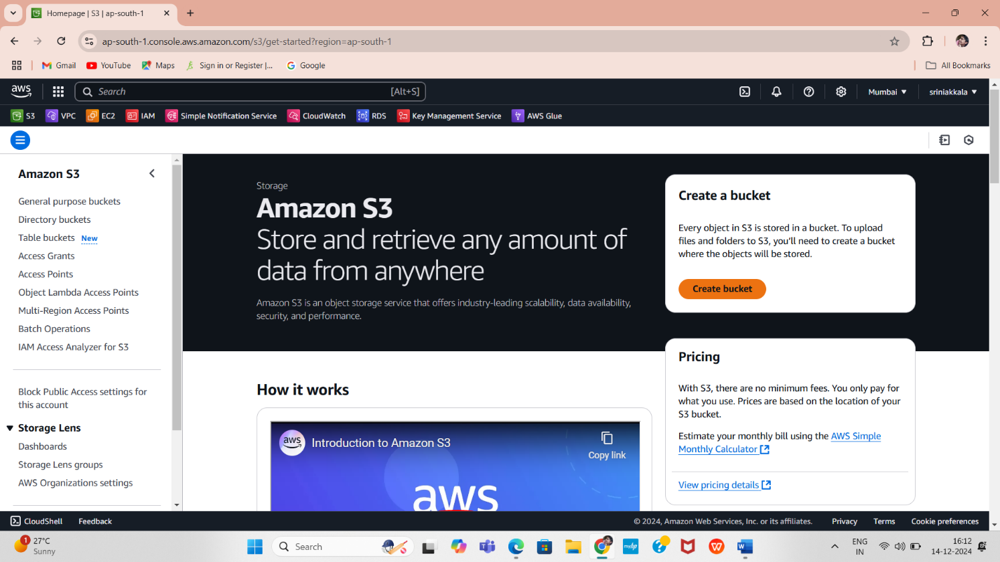 Homepage | S3 | ap-south-1
ap-south-1.console.aws.amazon.com/s3/get-started?region=ap-south-1
Gmail
YouTube
Maps
Sign in or Register |...
Google
All Bookmarks
aws
Search
[Alt+S]
Mumbai
sriniakkala
S3
VPC
EC2
IAM
Simple Notification Service
CloudWatch
RDS
Key Management Service
AWS Glue
Amazon S3
General purpose buckets
Directory buckets
Table buckets New
Access Grants
Access Points
Object Lambda Access Points
Multi-Region Access Points
Batch Operations
IAM Access Analyzer for S3
Block Public Access settings for
this account
Storage Lens
Dashboards
Storage Lens groups
AWS Organizations settings
Storage
Amazon S3
Store and retrieve any amount of
data from anywhere
Amazon S3 is an object storage service that offers industry-leading scalability, data availability,
security, and performance.
Create a bucket
Every object in S3 is stored in a bucket. To upload
files and folders to S3, you’ll need to create a bucket
where the objects will be stored.
Create bucket
How it works
aws
Introduction to Amazon S3
Copy link
aws
Pricing
With S3, there are no minimum fees. You only pay for
what you use. Prices are based on the location of your
S3 bucket.
Estimate your monthly bill using the AWS Simple
Monthly Calculator
View pricing details
CloudShell
Feedback
© 2024, Amazon Web Services, Inc. or its affiliates.
Privacy
Terms
Cookie preferences
1
27°C
Sunny
Search
ENG
IN
16:12
14-12-2024